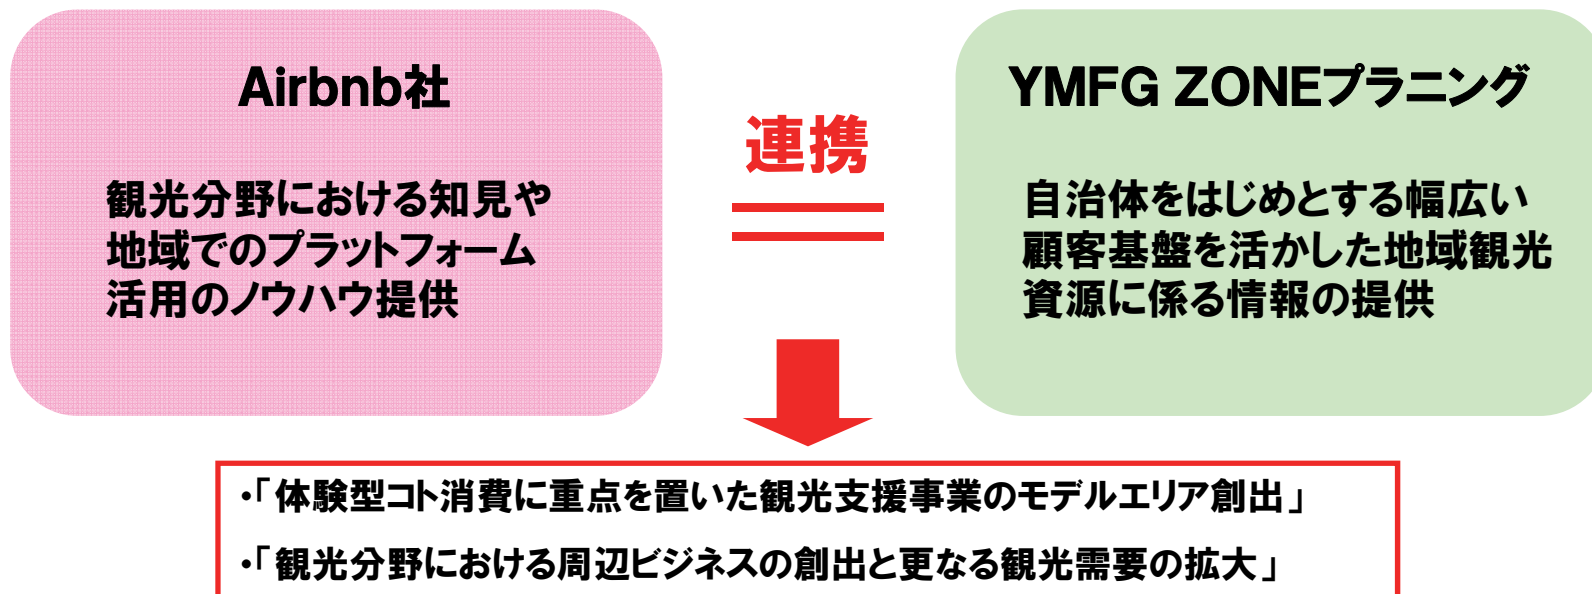 Airbnb社
観光分野における知見や
地域でのプラットフォーム
活用のノウハウ提供
連携
YMFG ZONEプラニング
自治体をはじめとする幅広い
顧客基盤を活かした地域観光
資源に係る情報の提供
・「体験型コト消費に重点を置いた観光支援事業のモデルエリア創出」
・「観光分野における周辺ビジネスの創出と更なる観光需要の拡大」